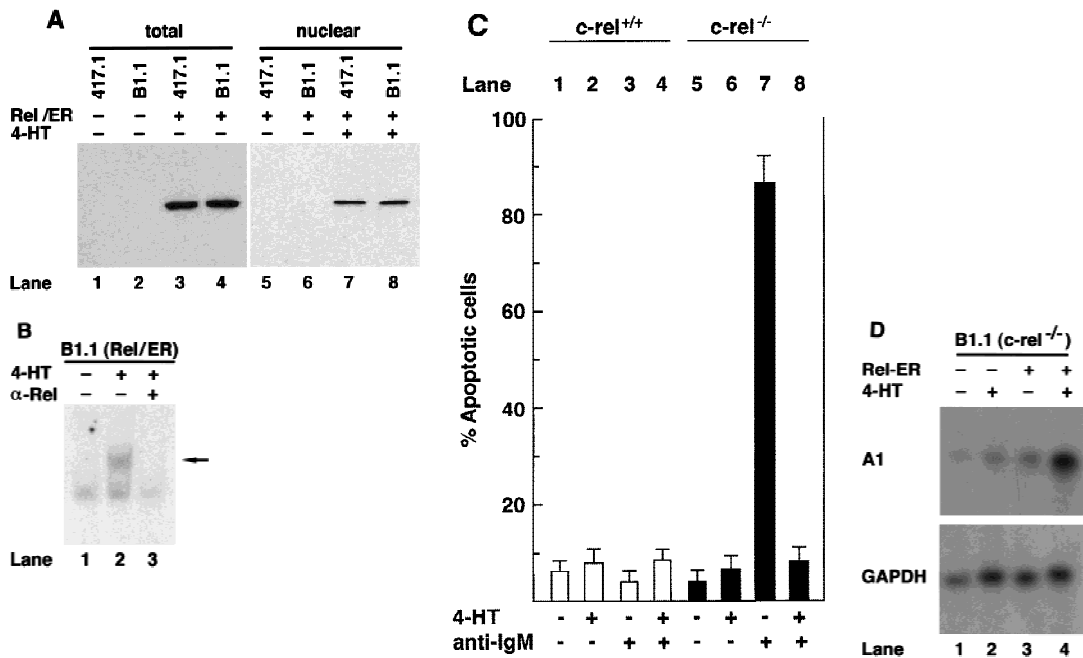 A
total nuclear
417.1 B1.1 417.1 B1.1 417.1 B1.1 417.1 B1.1
Rel /ER – – + + + + + +
4-HT – – – – – – + +
Lane 1 2 3 4 5 6 7 8
B
B1.1 (Rel/ER)
4-HT – + +
α-Rel – – +
Lane 1 2 3
C
c-rel+/+ c-rel-/-
Lane 1 2 3 4 5 6 7 8
% Apoptotic cells
100
80
60
40
20
4-HT - + - + - + - +
anti-IgM - - + + - - + +
D
B1.1 (c-rel-/-)
Rel-ER – – + +
4-HT – + – +
A1
GAPDH
Lane 1 2 3 4